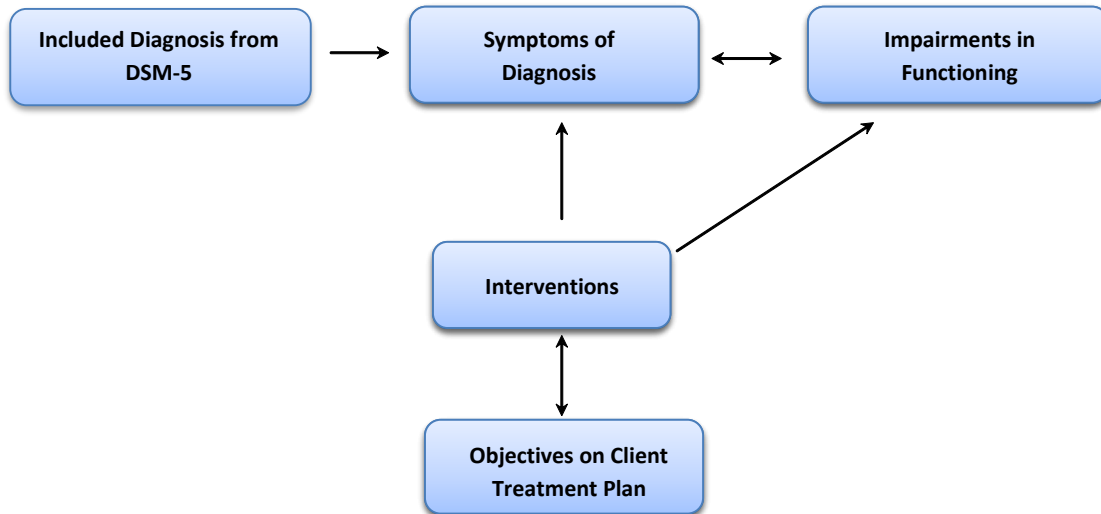 Included Diagnosis from
DSM-5
Symptoms of
Diagnosis
Impairments in
Functioning
Interventions
Objectives on Client
Treatment Plan